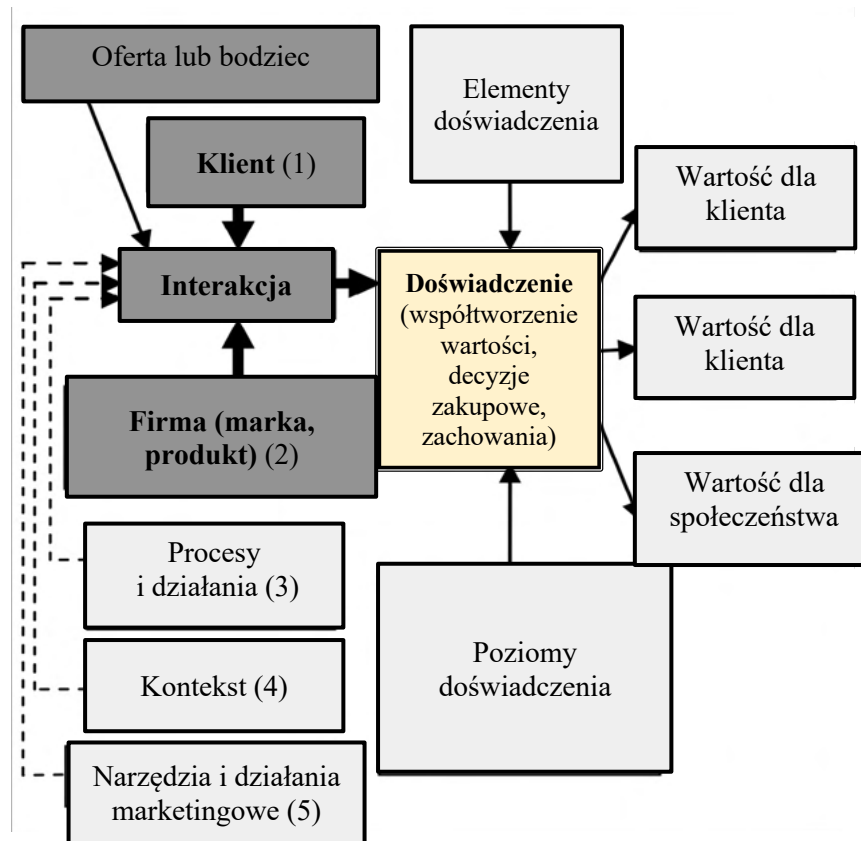 Oferta lub bodziec
Klient (1)
Interakcja
Firma (marka,
produkt) (2)
Procesy
i działania (3)
Kontekst (4)
Narzędzia i działania
marketingowe (5)
Elementy
doświadczenia
Doświadczenie
(współtworzenie
wartości,
decyzje
zakupowe,
zachowania)
Poziomy
doświadczenia
Wartość dla
klienta
Wartość dla
klienta
Wartość dla
społeczeństwa